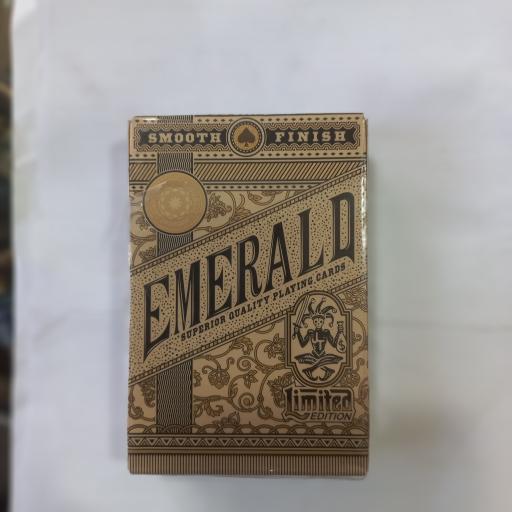 SMOOTH FINISH
EMERALD
SUPERIOR QUALITY PLAYING CARDS
Limited
EDITION